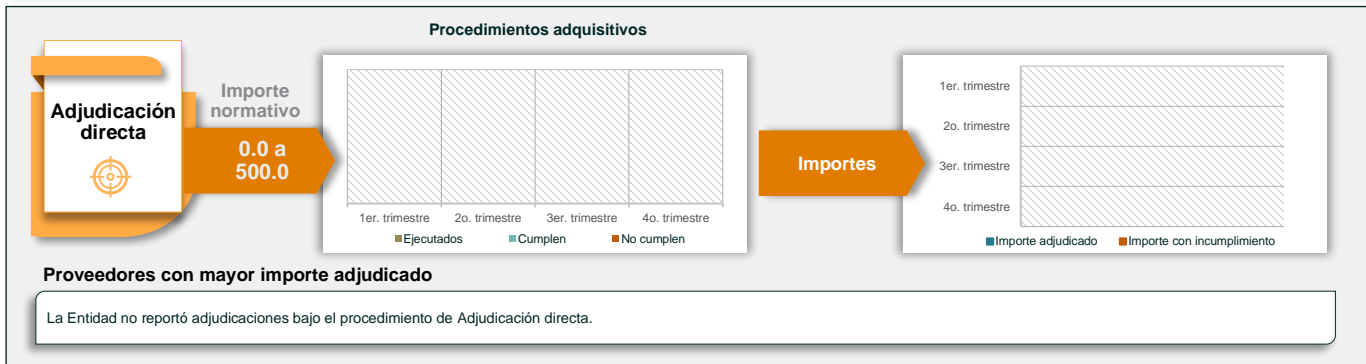 Procedimientos adquisitivos
Adjudicación
directa
Importe
normativo
0.0 a
500.0
1er. trimestre 2o. trimestre 3er. trimestre 4o. trimestre
Ejecutados Cumplen No cumplen
Importes
1er. trimestre
2o. trimestre
3er. trimestre
4o. trimestre
Importe adjudicado Importe con incumplimiento
Proveedores con mayor importe adjudicado
La Entidad no reportó adjudicaciones bajo el procedimiento de Adjudicación directa.